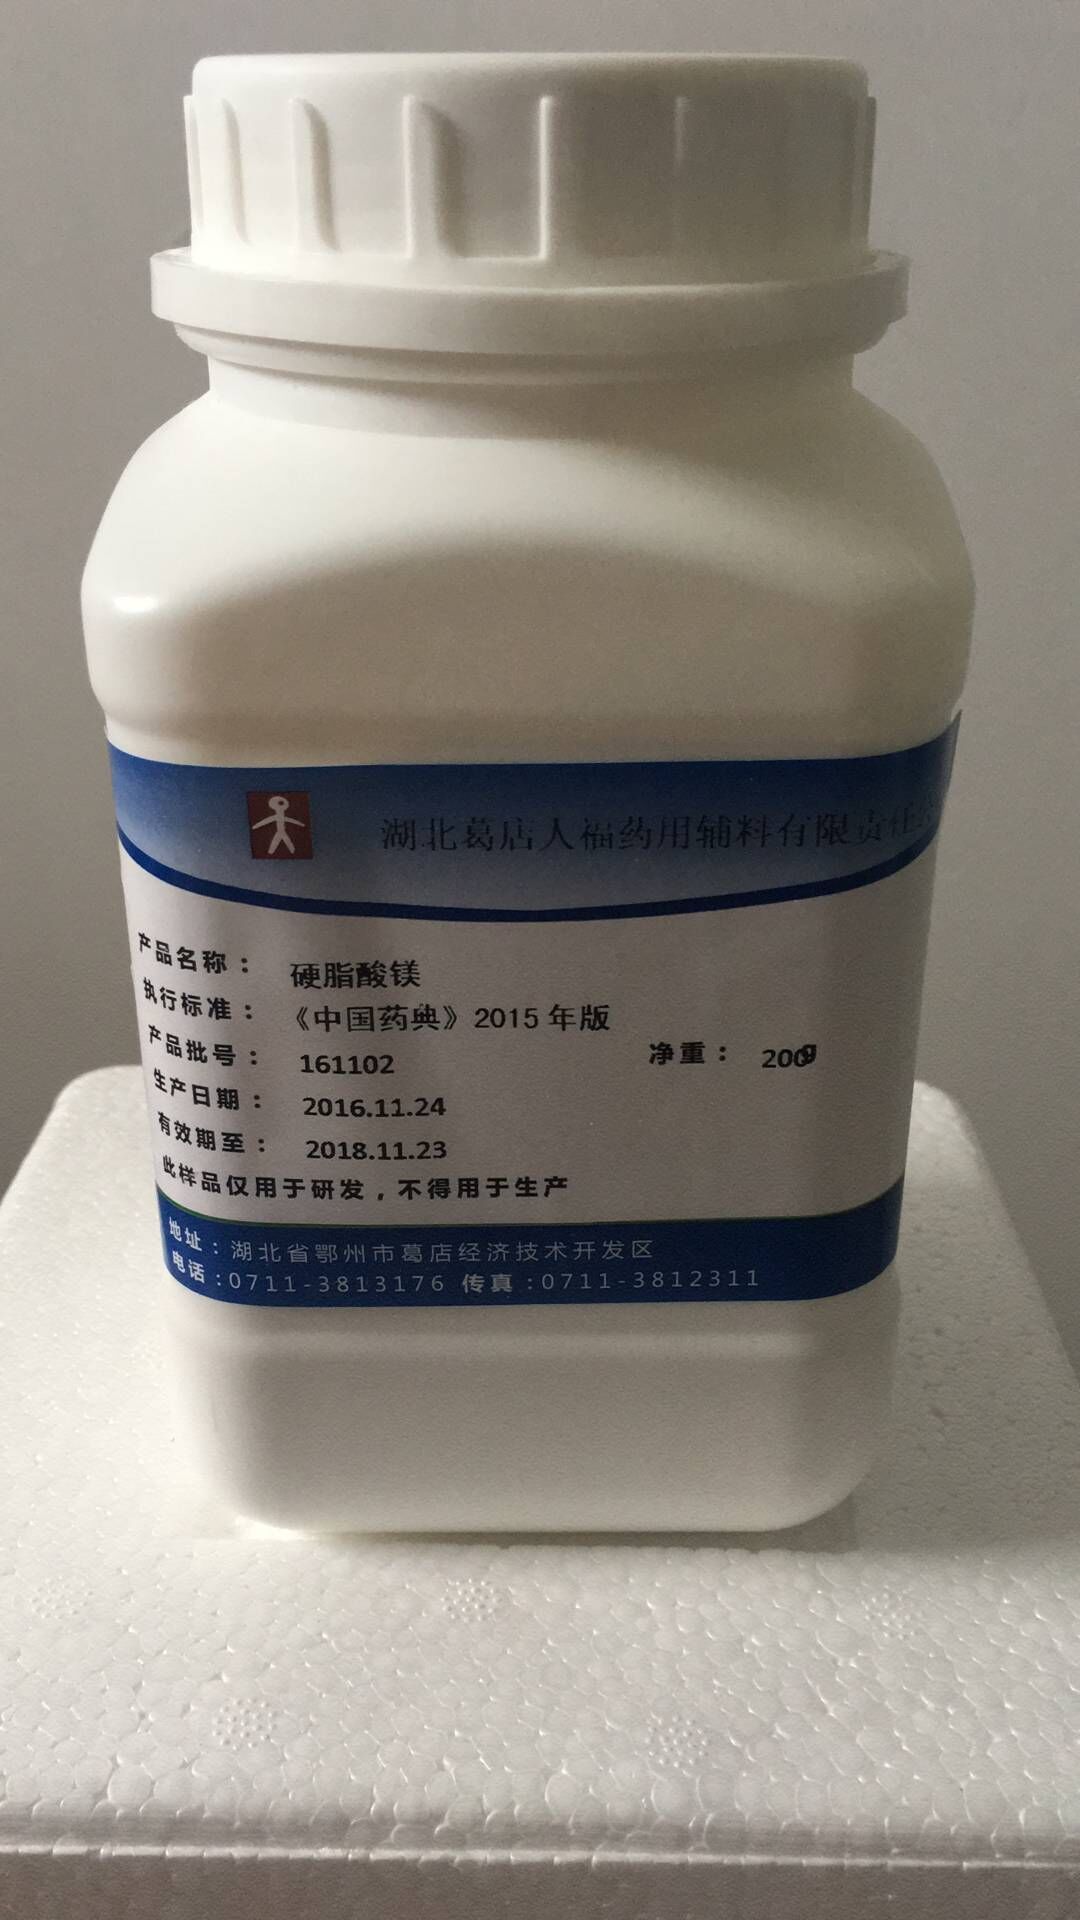 湖北葛店人福药用辅料有限责任公
产品名称： 硬脂酸镁
执行标准： 《中国药典》2015年版
产品批号： 161102 净重： 200g
生产日期： 2016.11.24
有效期至： 2018.11.23
此样品仅用于研发，不得用于生产
地址：湖北省鄂州市葛店经济技术开发区
电话:0711-3813176 传真:0711-3812311